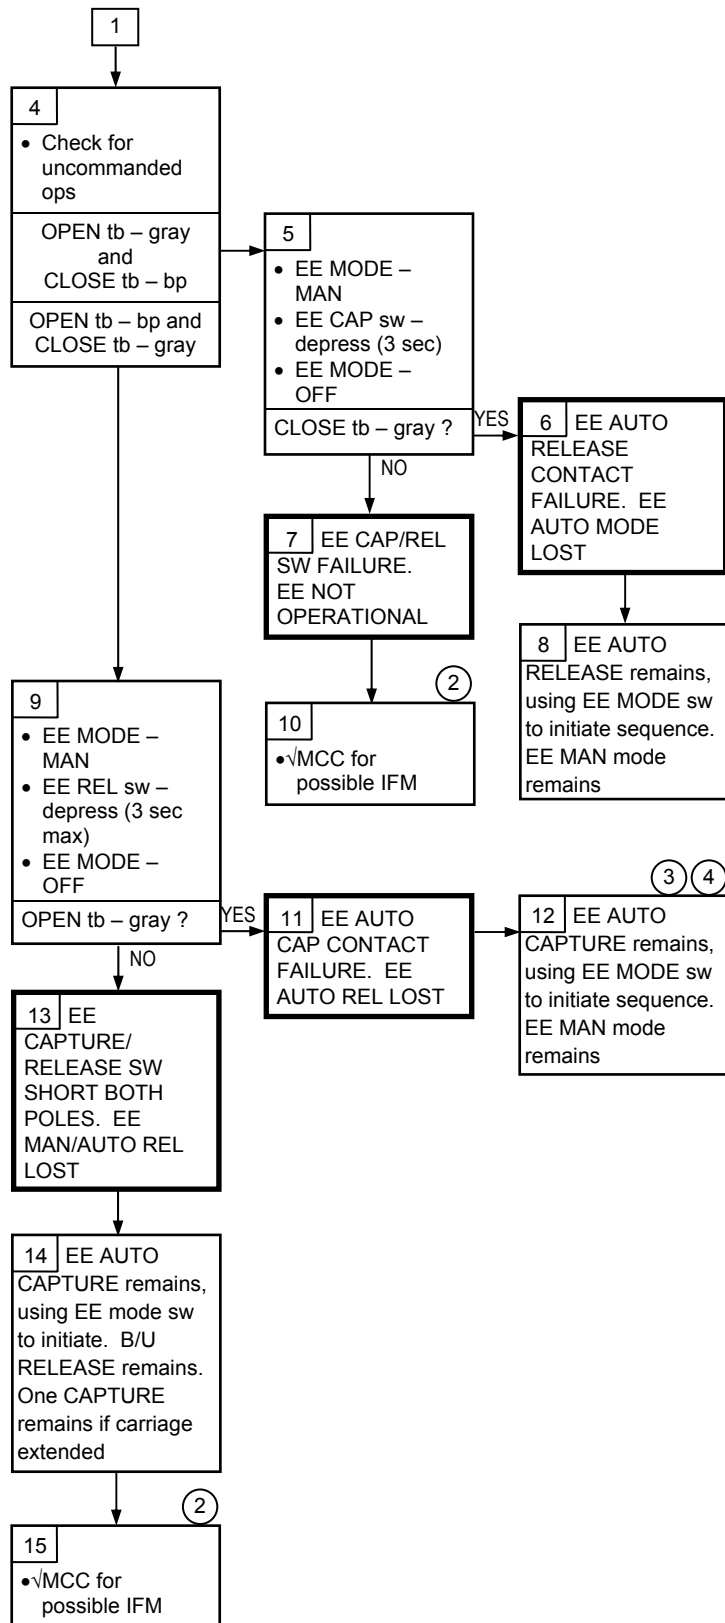 1
4
• Check for
uncommanded
ops
OPEN tb – gray
and
CLOSE tb – bp
OPEN tb – bp and
CLOSE tb – gray
5
• EE MODE –
MAN
• EE CAP sw –
depress (3 sec)
• EE MODE –
OFF
CLOSE tb – gray ?
YES
NO
6 EE AUTO
RELEASE
CONTACT
FAILURE. EE
AUTO MODE
LOST
7 EE CAP/REL
SW FAILURE.
EE NOT
OPERATIONAL
8 EE AUTO
RELEASE remains,
using EE MODE sw
to initiate sequence.
EE MAN mode
remains
2
10
•√MCC for
possible IFM
9
• EE MODE –
MAN
• EE REL sw –
depress (3 sec
max)
• EE MODE –
OFF
OPEN tb – gray ?
YES
NO
11 EE AUTO
CAP CONTACT
FAILURE. EE
AUTO REL LOST
3 4
12 EE AUTO
CAPTURE remains,
using EE MODE sw
to initiate sequence.
EE MAN mode
remains
13 EE
CAPTURE/
RELEASE SW
SHORT BOTH
POLES. EE
MAN/AUTO REL
LOST
14 EE AUTO
CAPTURE remains,
using EE mode sw
to initiate. B/U
RELEASE remains.
One CAPTURE
remains if carriage
extended
2
15
•√MCC for
possible IFM